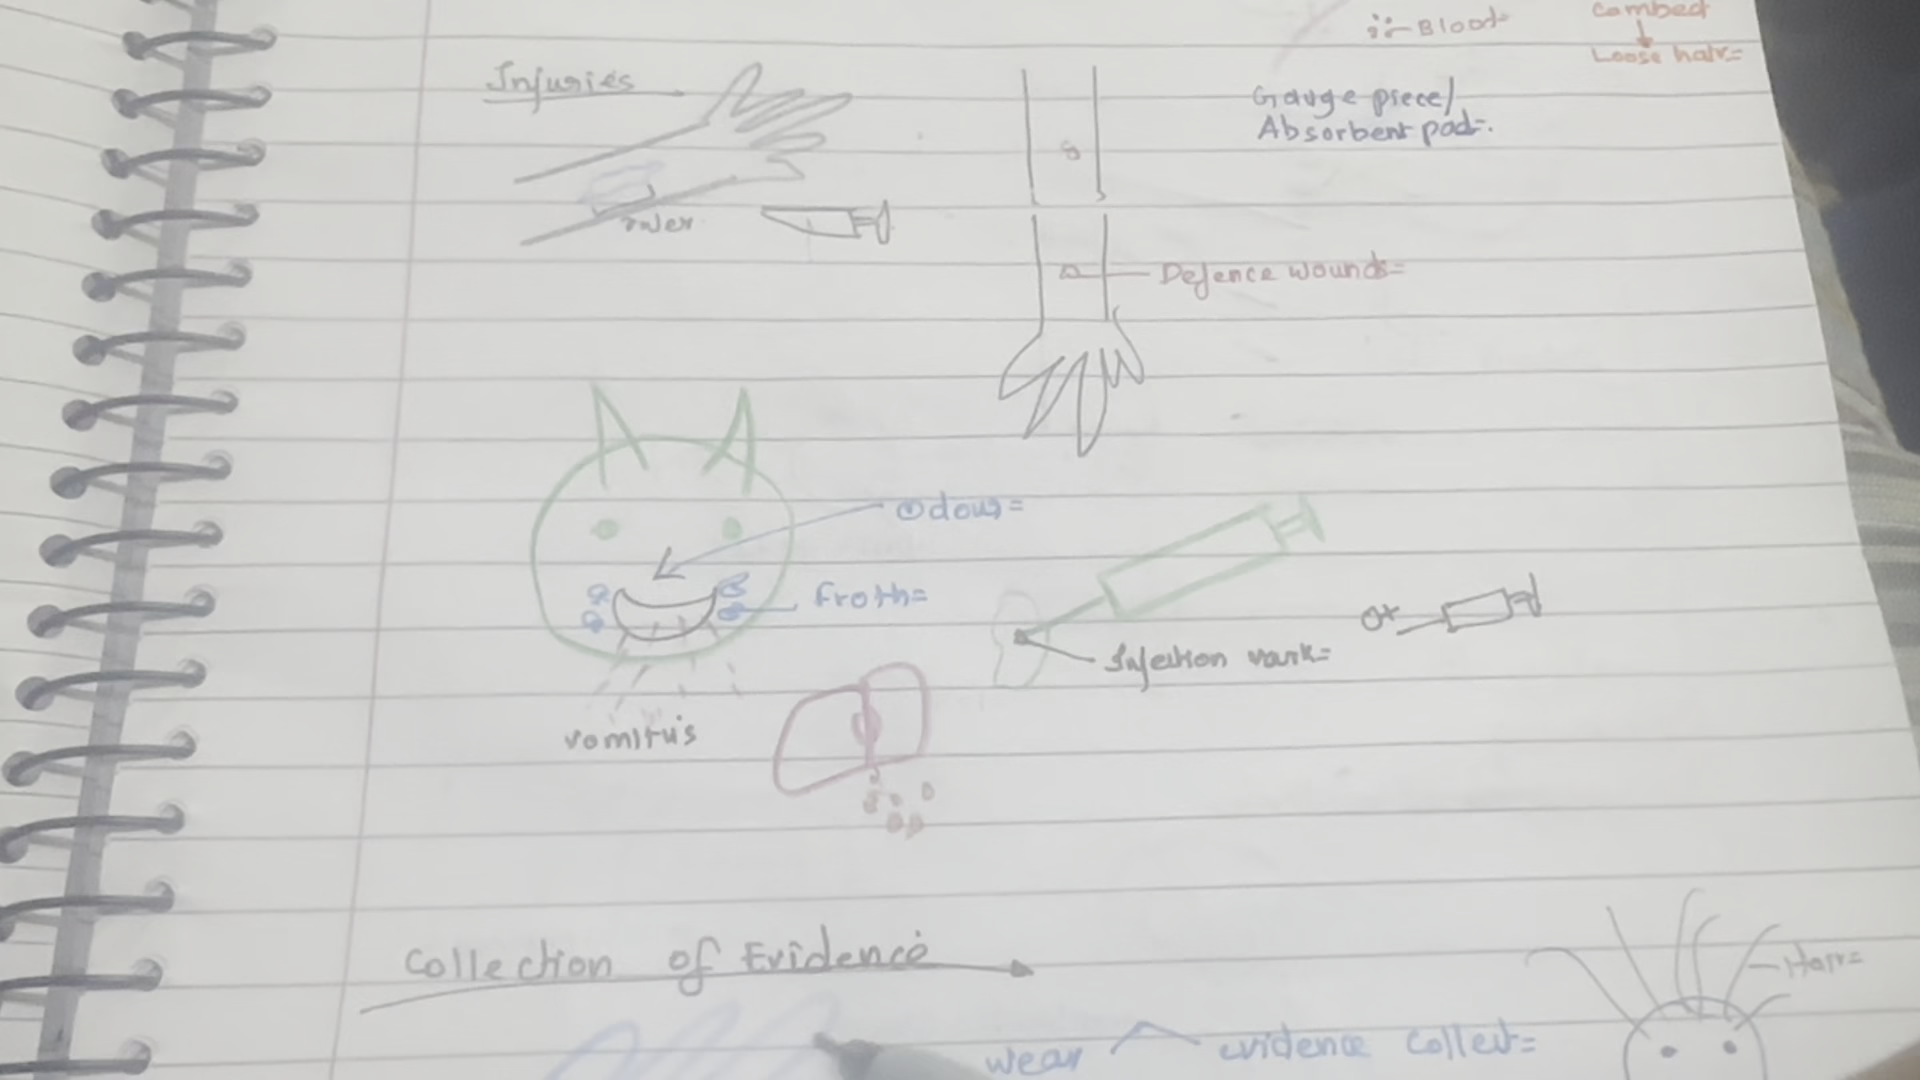 Blood
Combed
Loose hair=
Injuries
Gauge piece/
Absorbent pad=.
Defence wounds=
Odour=
Froth=
Injection mark=
vomitus
Collection of Evidence
Hair=
wear evidence collect=